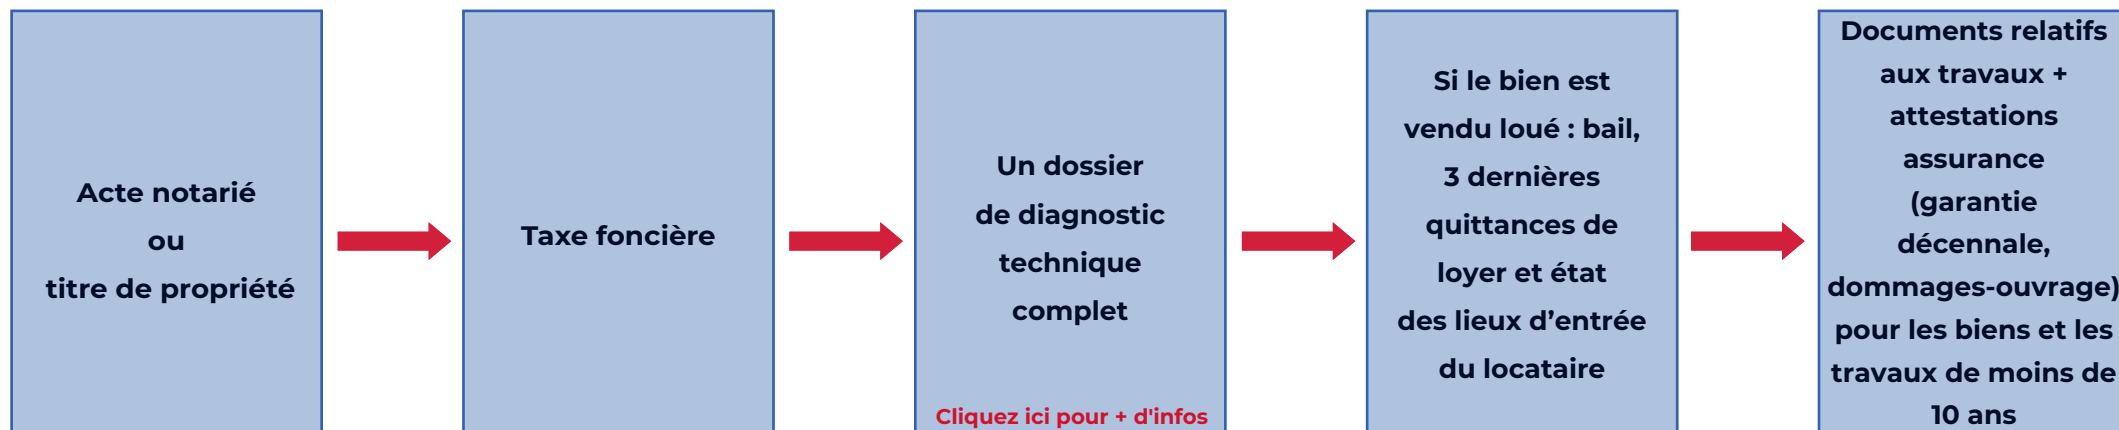 Acte notarié
ou
titre de propriété
Taxe foncière
Un dossier
de diagnostic
technique
complet
Cliquez ici pour + d'infos
Si le bien est
vendu loué : bail,
3 dernières
quittances de
loyer et état
des lieux d’entrée
du locataire
Documents relatifs
aux travaux +
attestations
assurance
(garantie
décennale,
dommages-ouvrage)
pour les biens et les
travaux de moins de
10 ans